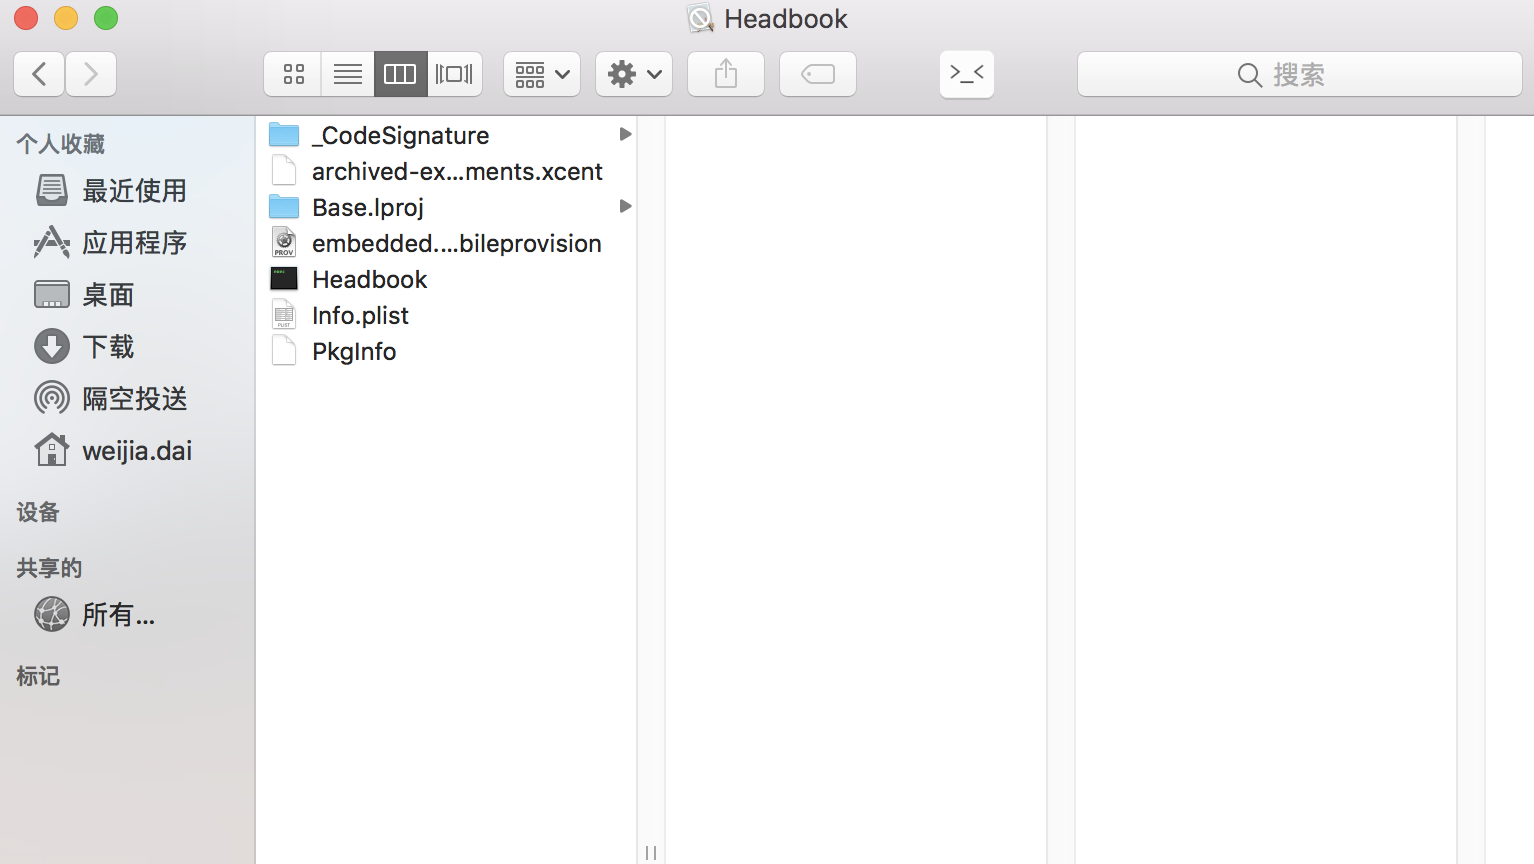 Headbook
>_<
搜索
个人收藏
最近使用
应用程序
桌面
下载
隔空投送
weijia.dai
设备
共享的
所有...
标记
_CodeSignature
archived-ex...ments.xcent
Base.lproj
embedded....bileprovision
PROV
Headbook
Info.plist
PLIST
PkgInfo